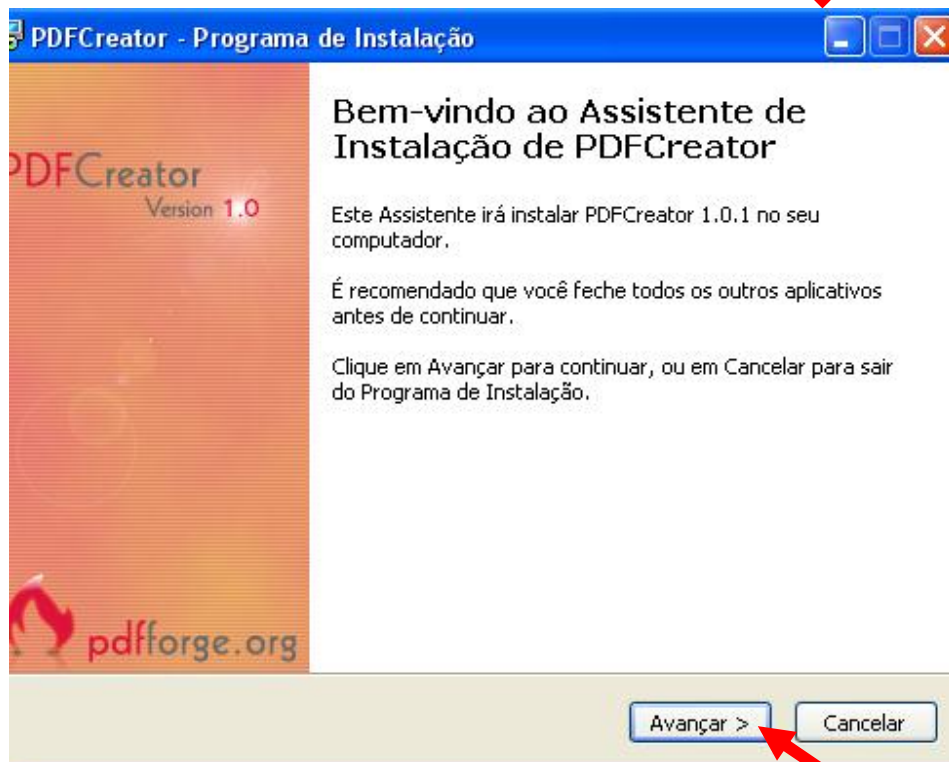 PDFCreator - Programa de Instalação
PDFCreator
Version 1.0
Bem-vindo ao Assistente de
Instalação de PDFCreator
Este Assistente irá instalar PDFCreator 1.0.1 no seu
computador.
É recomendado que você feche todos os outros aplicativos
antes de continuar.
Clique em Avançar para continuar, ou em Cancelar para sair
do Programa de Instalação.
pdfforge.org
Avançar >
Cancelar